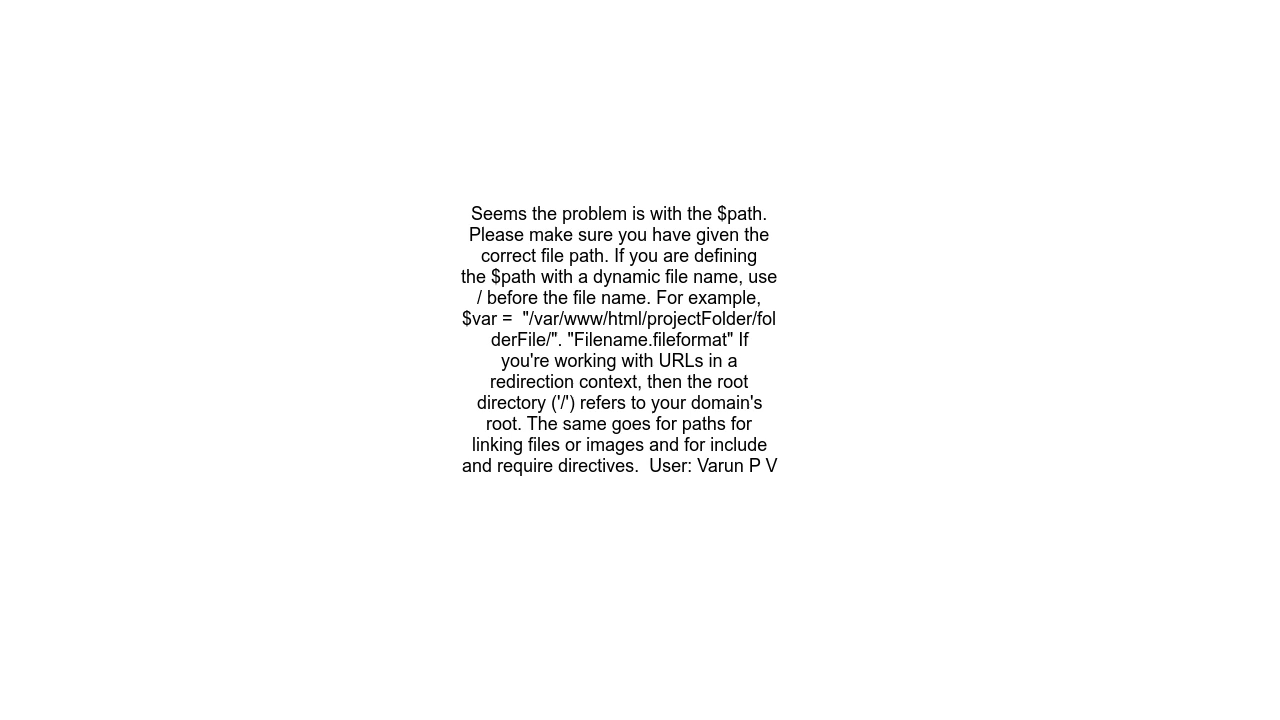 Seems the problem is with the $path.
Please make sure you have given the
correct file path. If you are defining
the $path with a dynamic file name, use
/ before the file name. For example,
$var =  "/var/www/html/projectFolder/fol
derFile/". "Filename.fileformat" If
you're working with URLs in a
redirection context, then the root
directory ('/') refers to your domain's
root. The same goes for paths for
linking files or images and for include
and require directives.  User: Varun P V